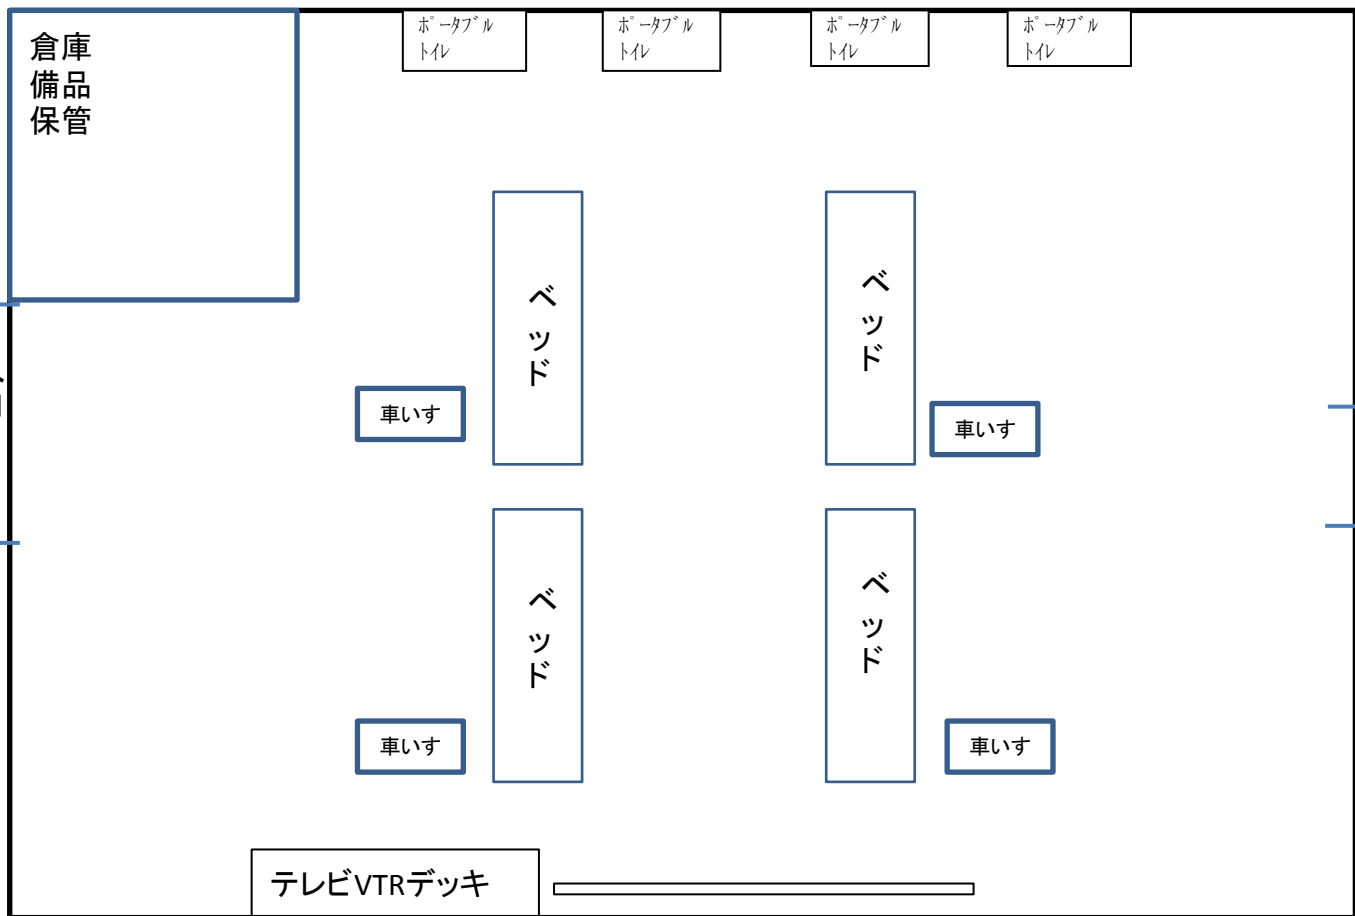 倉庫
備品
保管
ﾎﾟｰﾀﾌﾞﾙ
ﾄｲﾚ
ﾎﾟｰﾀﾌﾞﾙ
ﾄｲﾚ
ﾎﾟｰﾀﾌﾞﾙ
ﾄｲﾚ
ﾎﾟｰﾀﾌﾞﾙ
ﾄｲﾚ
ベッド
ベッド
車いす
車いす
ベッド
ベッド
車いす
車いす
テレビVTRデッキ